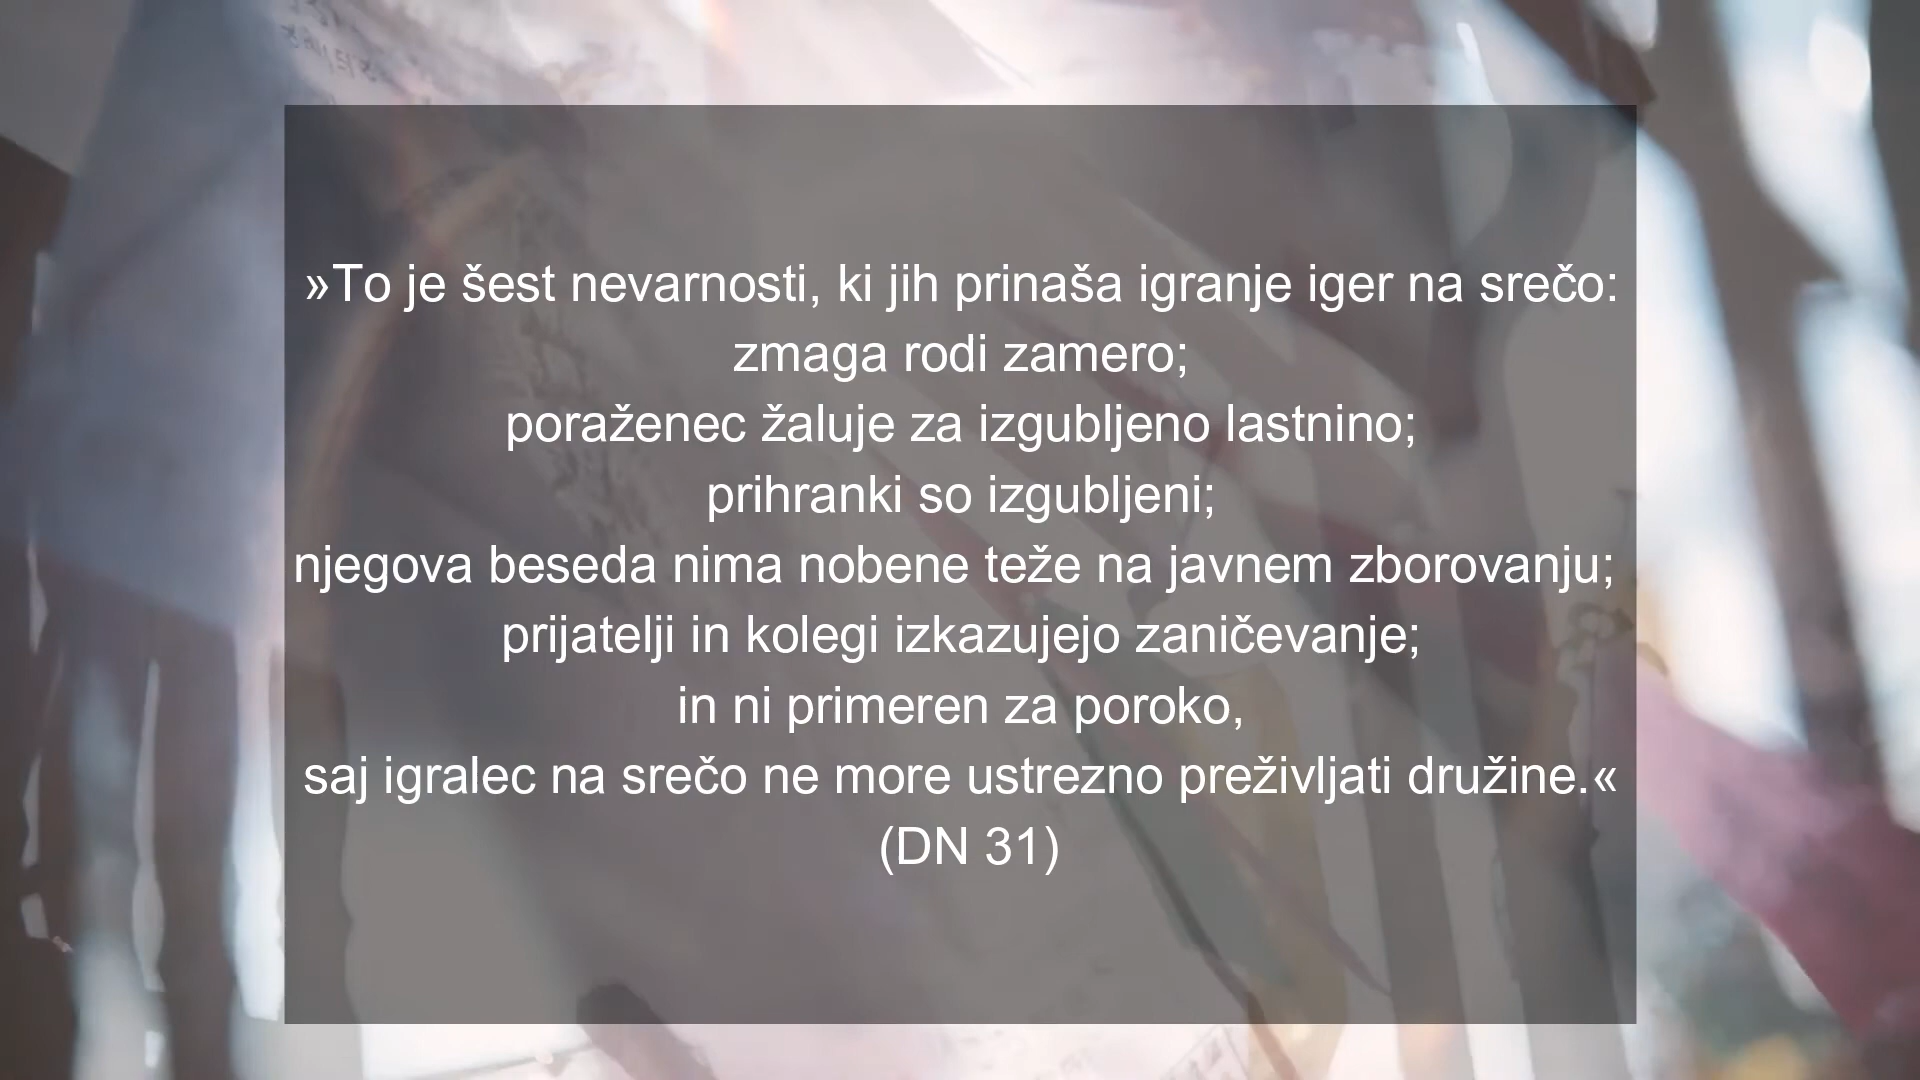 »To je šest nevarnosti, ki jih prinaša igranje iger na srečo:
zmaga rodi zamero;
poraženec žaluje za izgubljeno lastnino;
prihranki so izgubljeni;
njegova beseda nima nobene teže na javnem zborovanju;
prijatelji in kolegi izkazujejo zaničevanje;
in ni primeren za poroko,
saj igralec na srečo ne more ustrezno preživljati družine.«
(DN 31)